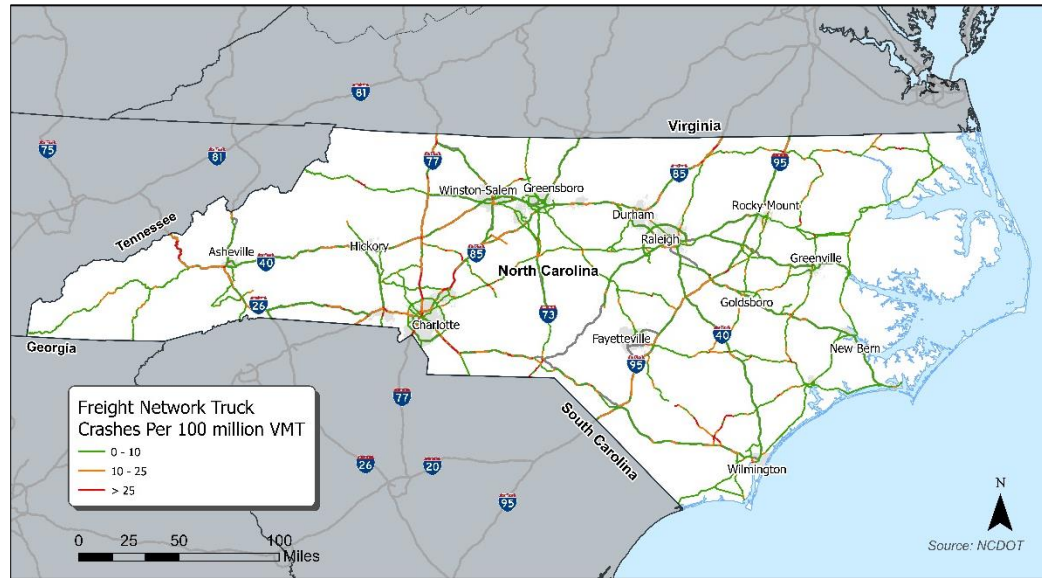 81
Virginia
75
81
77
85
95
Winston-Salem
Greensboro
Durham
Rocky Mount
Raleigh
Tennessee
Asheville
Hickory
40
85
North Carolina
Greenville
26
73
Goldsboro
Charlotte
Fayetteville
40
New Bern
Georgia
95
77
South Carolina
Freight Network Truck
Crashes Per 100 million VMT
0 - 10
10 - 25
> 25
26
20
95
Wilmington
N
0 25 50 100
Miles
Source: NCDOT